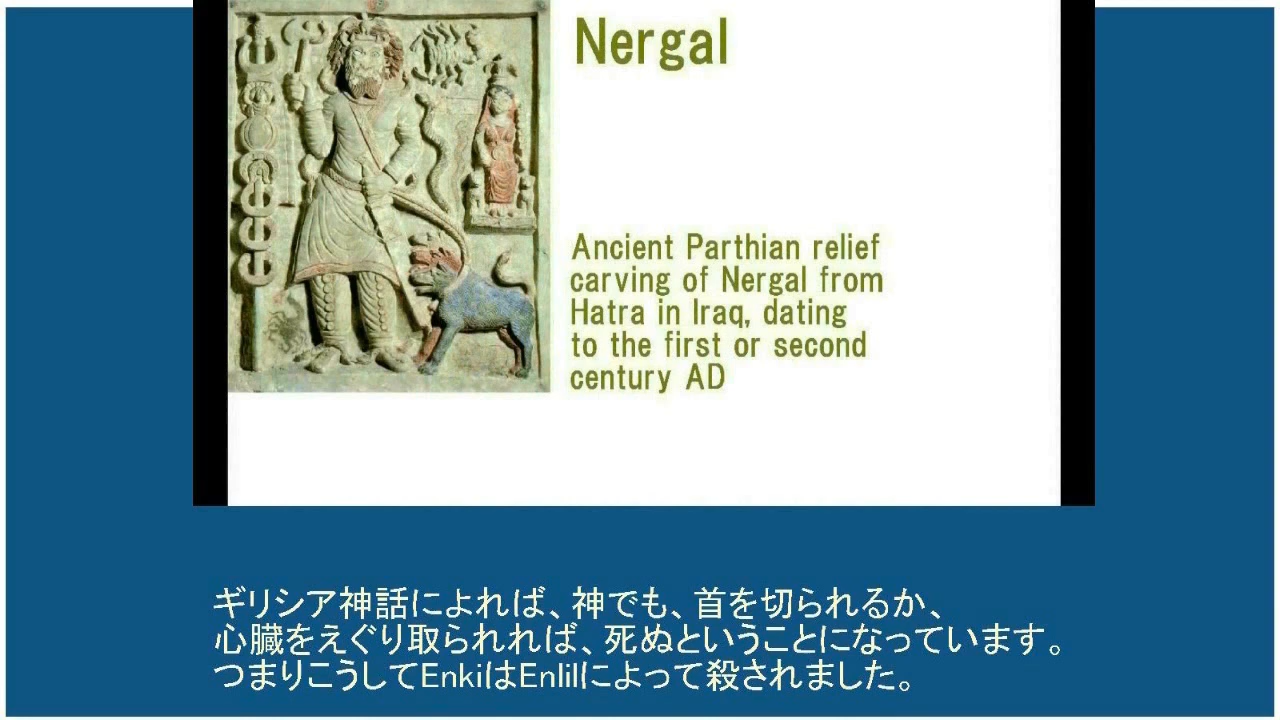 Nergal
Ancient Parthian relief
carving of Nergal from
Hatra in Iraq, dating
to the first or second
century AD
ギリシア神話によれば、神でも、首を切られるか、
心臓をえぐり取られれば、死ぬということになっています。
つまりこうしてEnkiはEnlilによって殺されました。